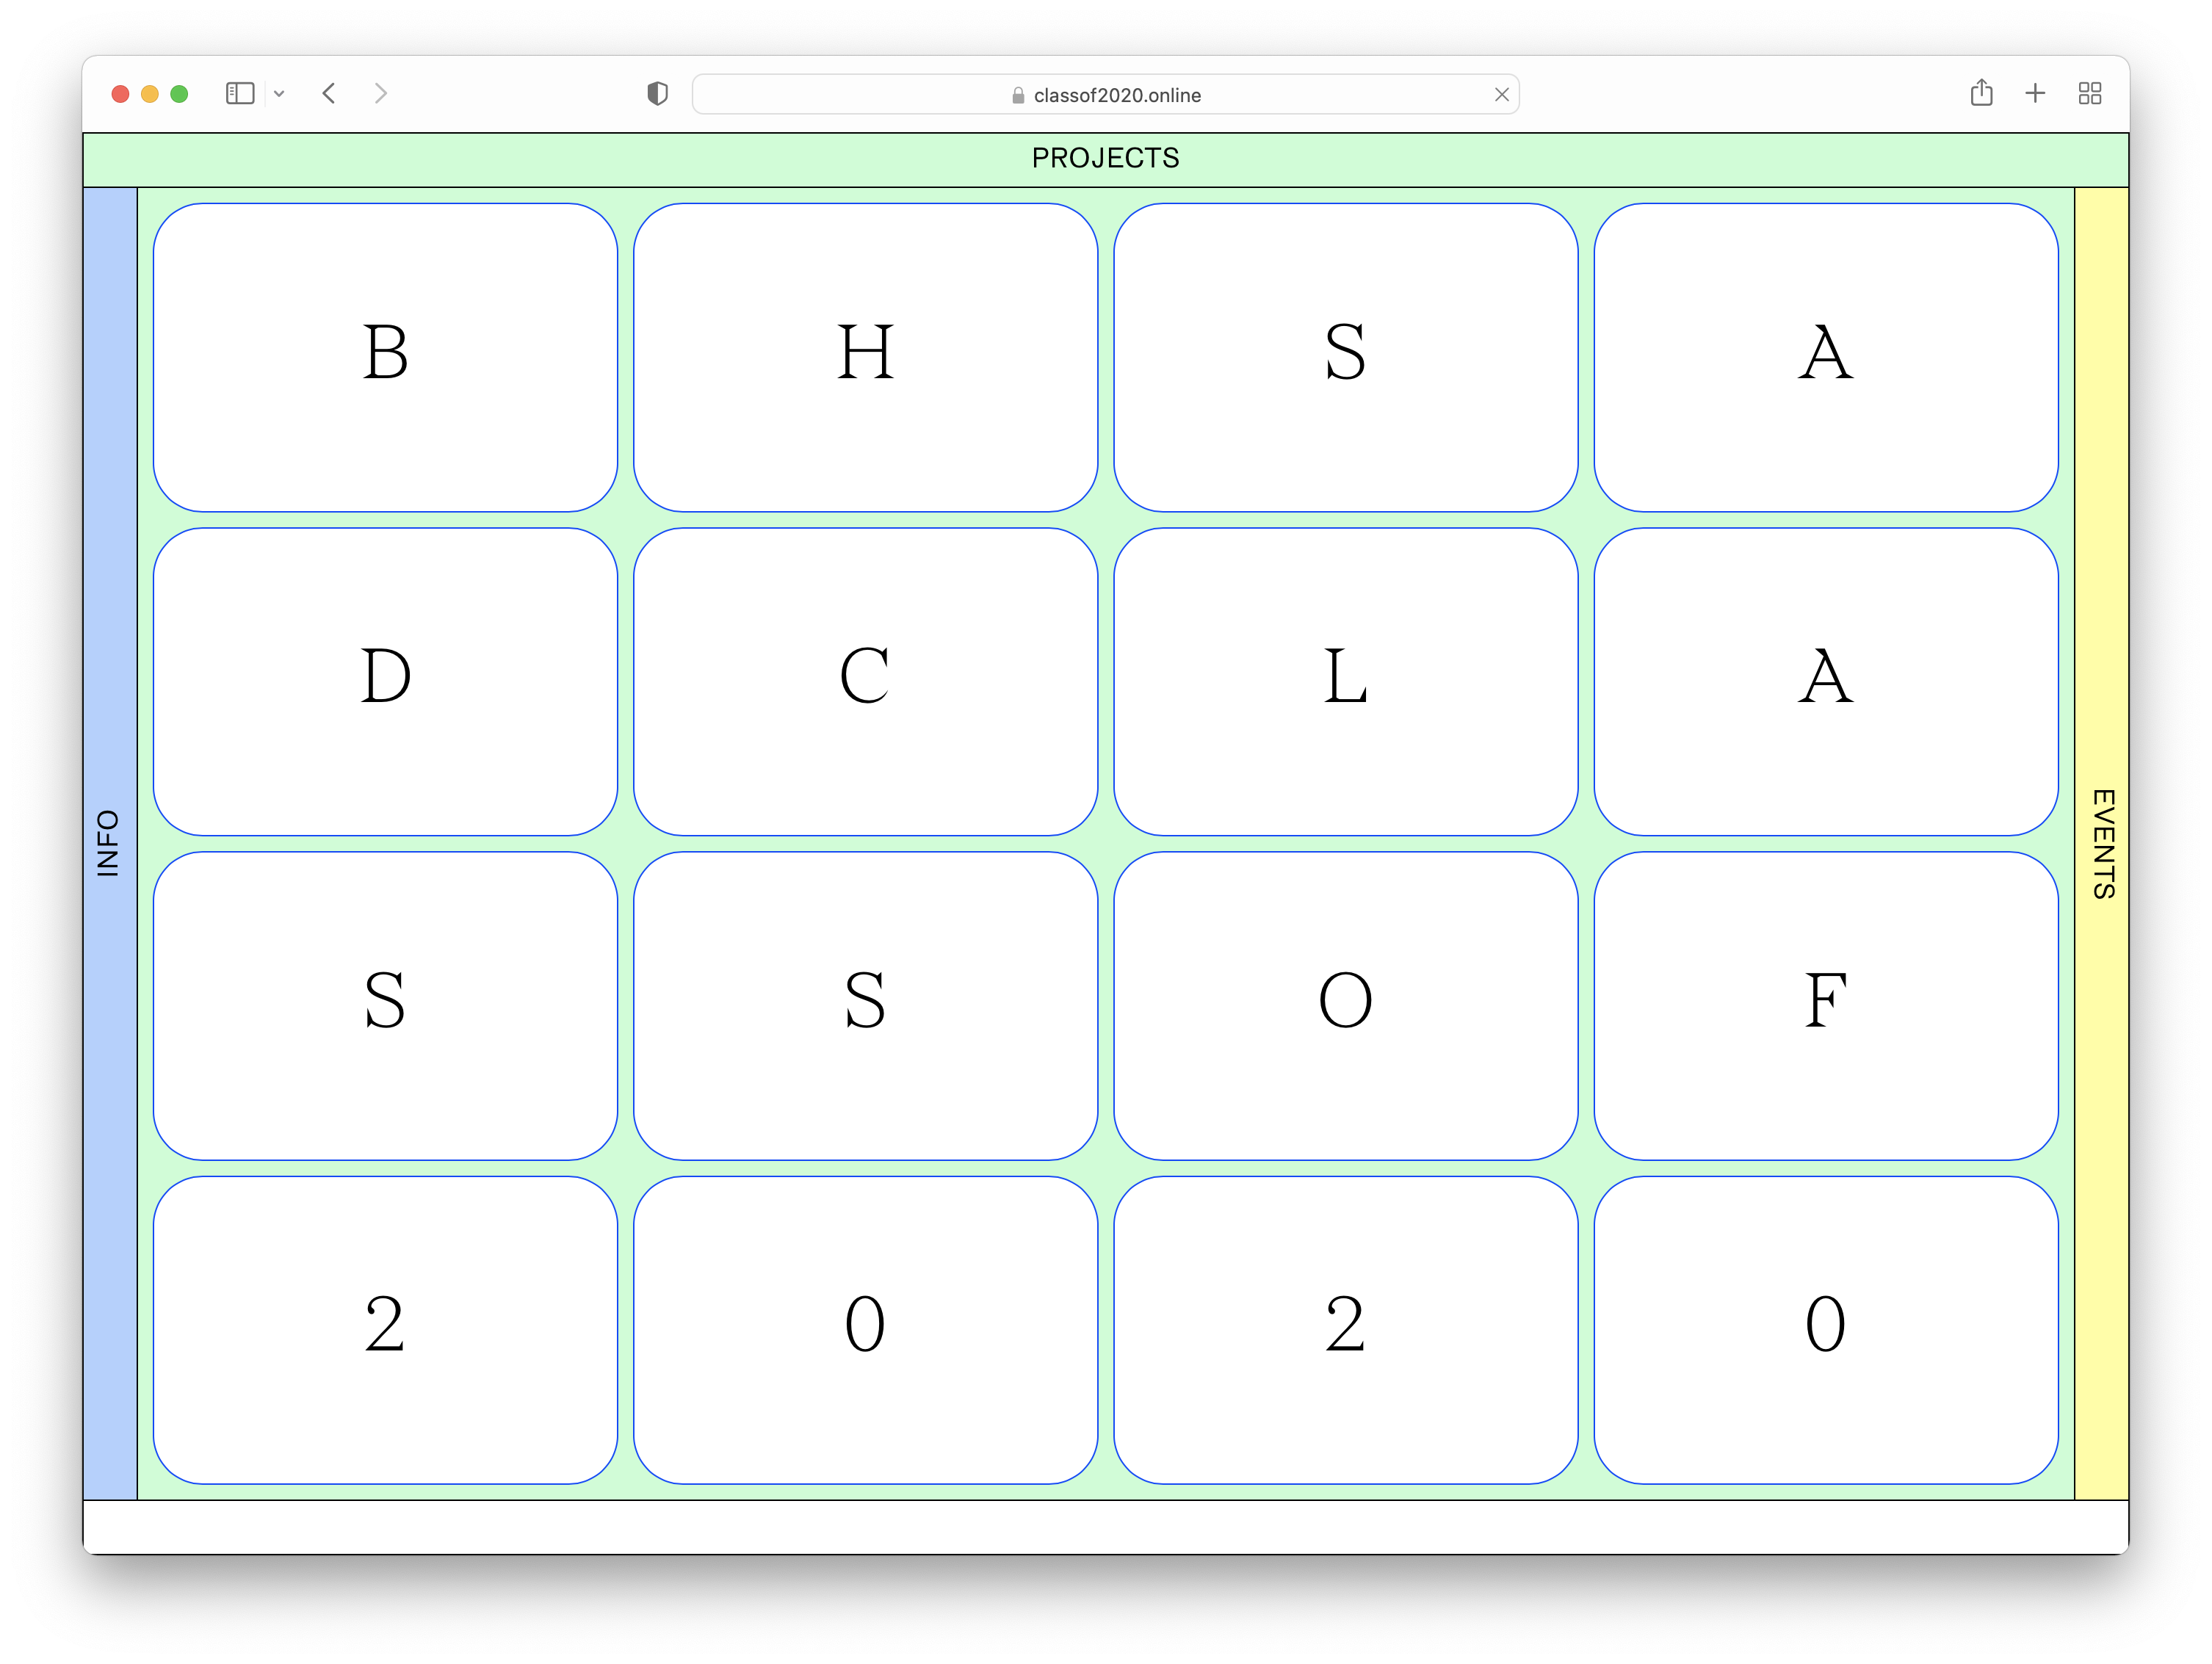 classof2020.online
PROJECTS
INFO
B H S A
D C L A
S S O F
2 0 2 0
EVENTS